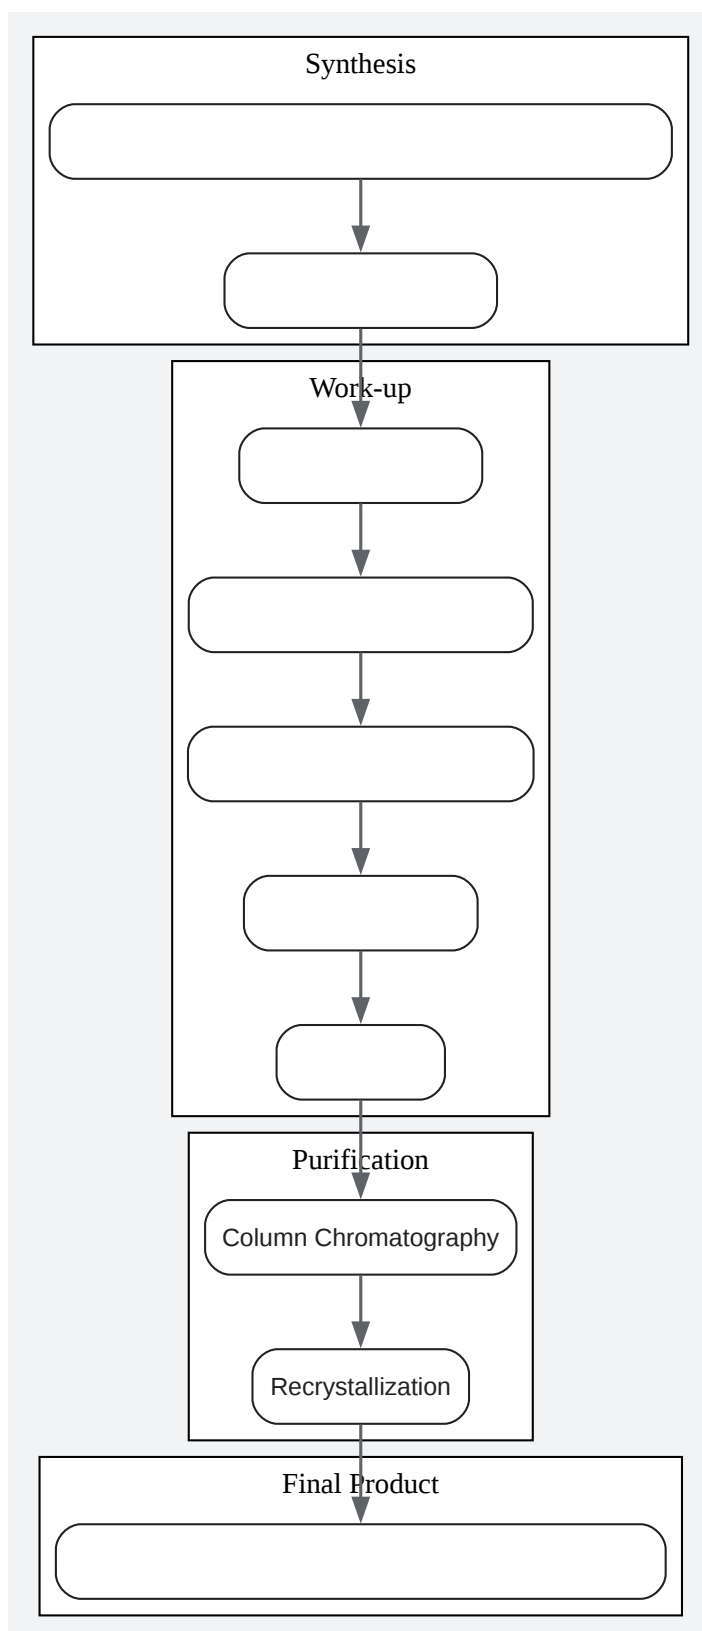 Synthesis
Work-up
Purification
Column Chromatography
Recrystallization
Final Product